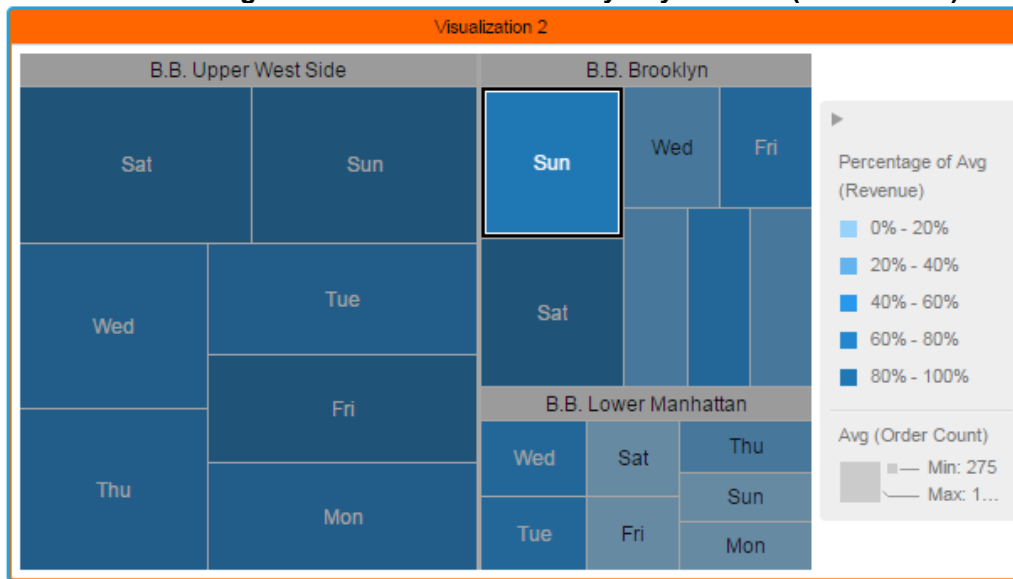 Visualization 2
B.B. Upper West Side
Sat
Sun
Wed
Tue
Fri
Thu
Mon
B.B. Brooklyn
Sun
Wed
Fri
Sat
B.B. Lower Manhattan
Wed
Sat
Thu
Sun
Tue
Fri
Mon
Percentage of Avg
(Revenue)
0% - 20%
20% - 40%
40% - 60%
60% - 80%
80% - 100%
Avg (Order Count)
Min: 275
Max: 1...